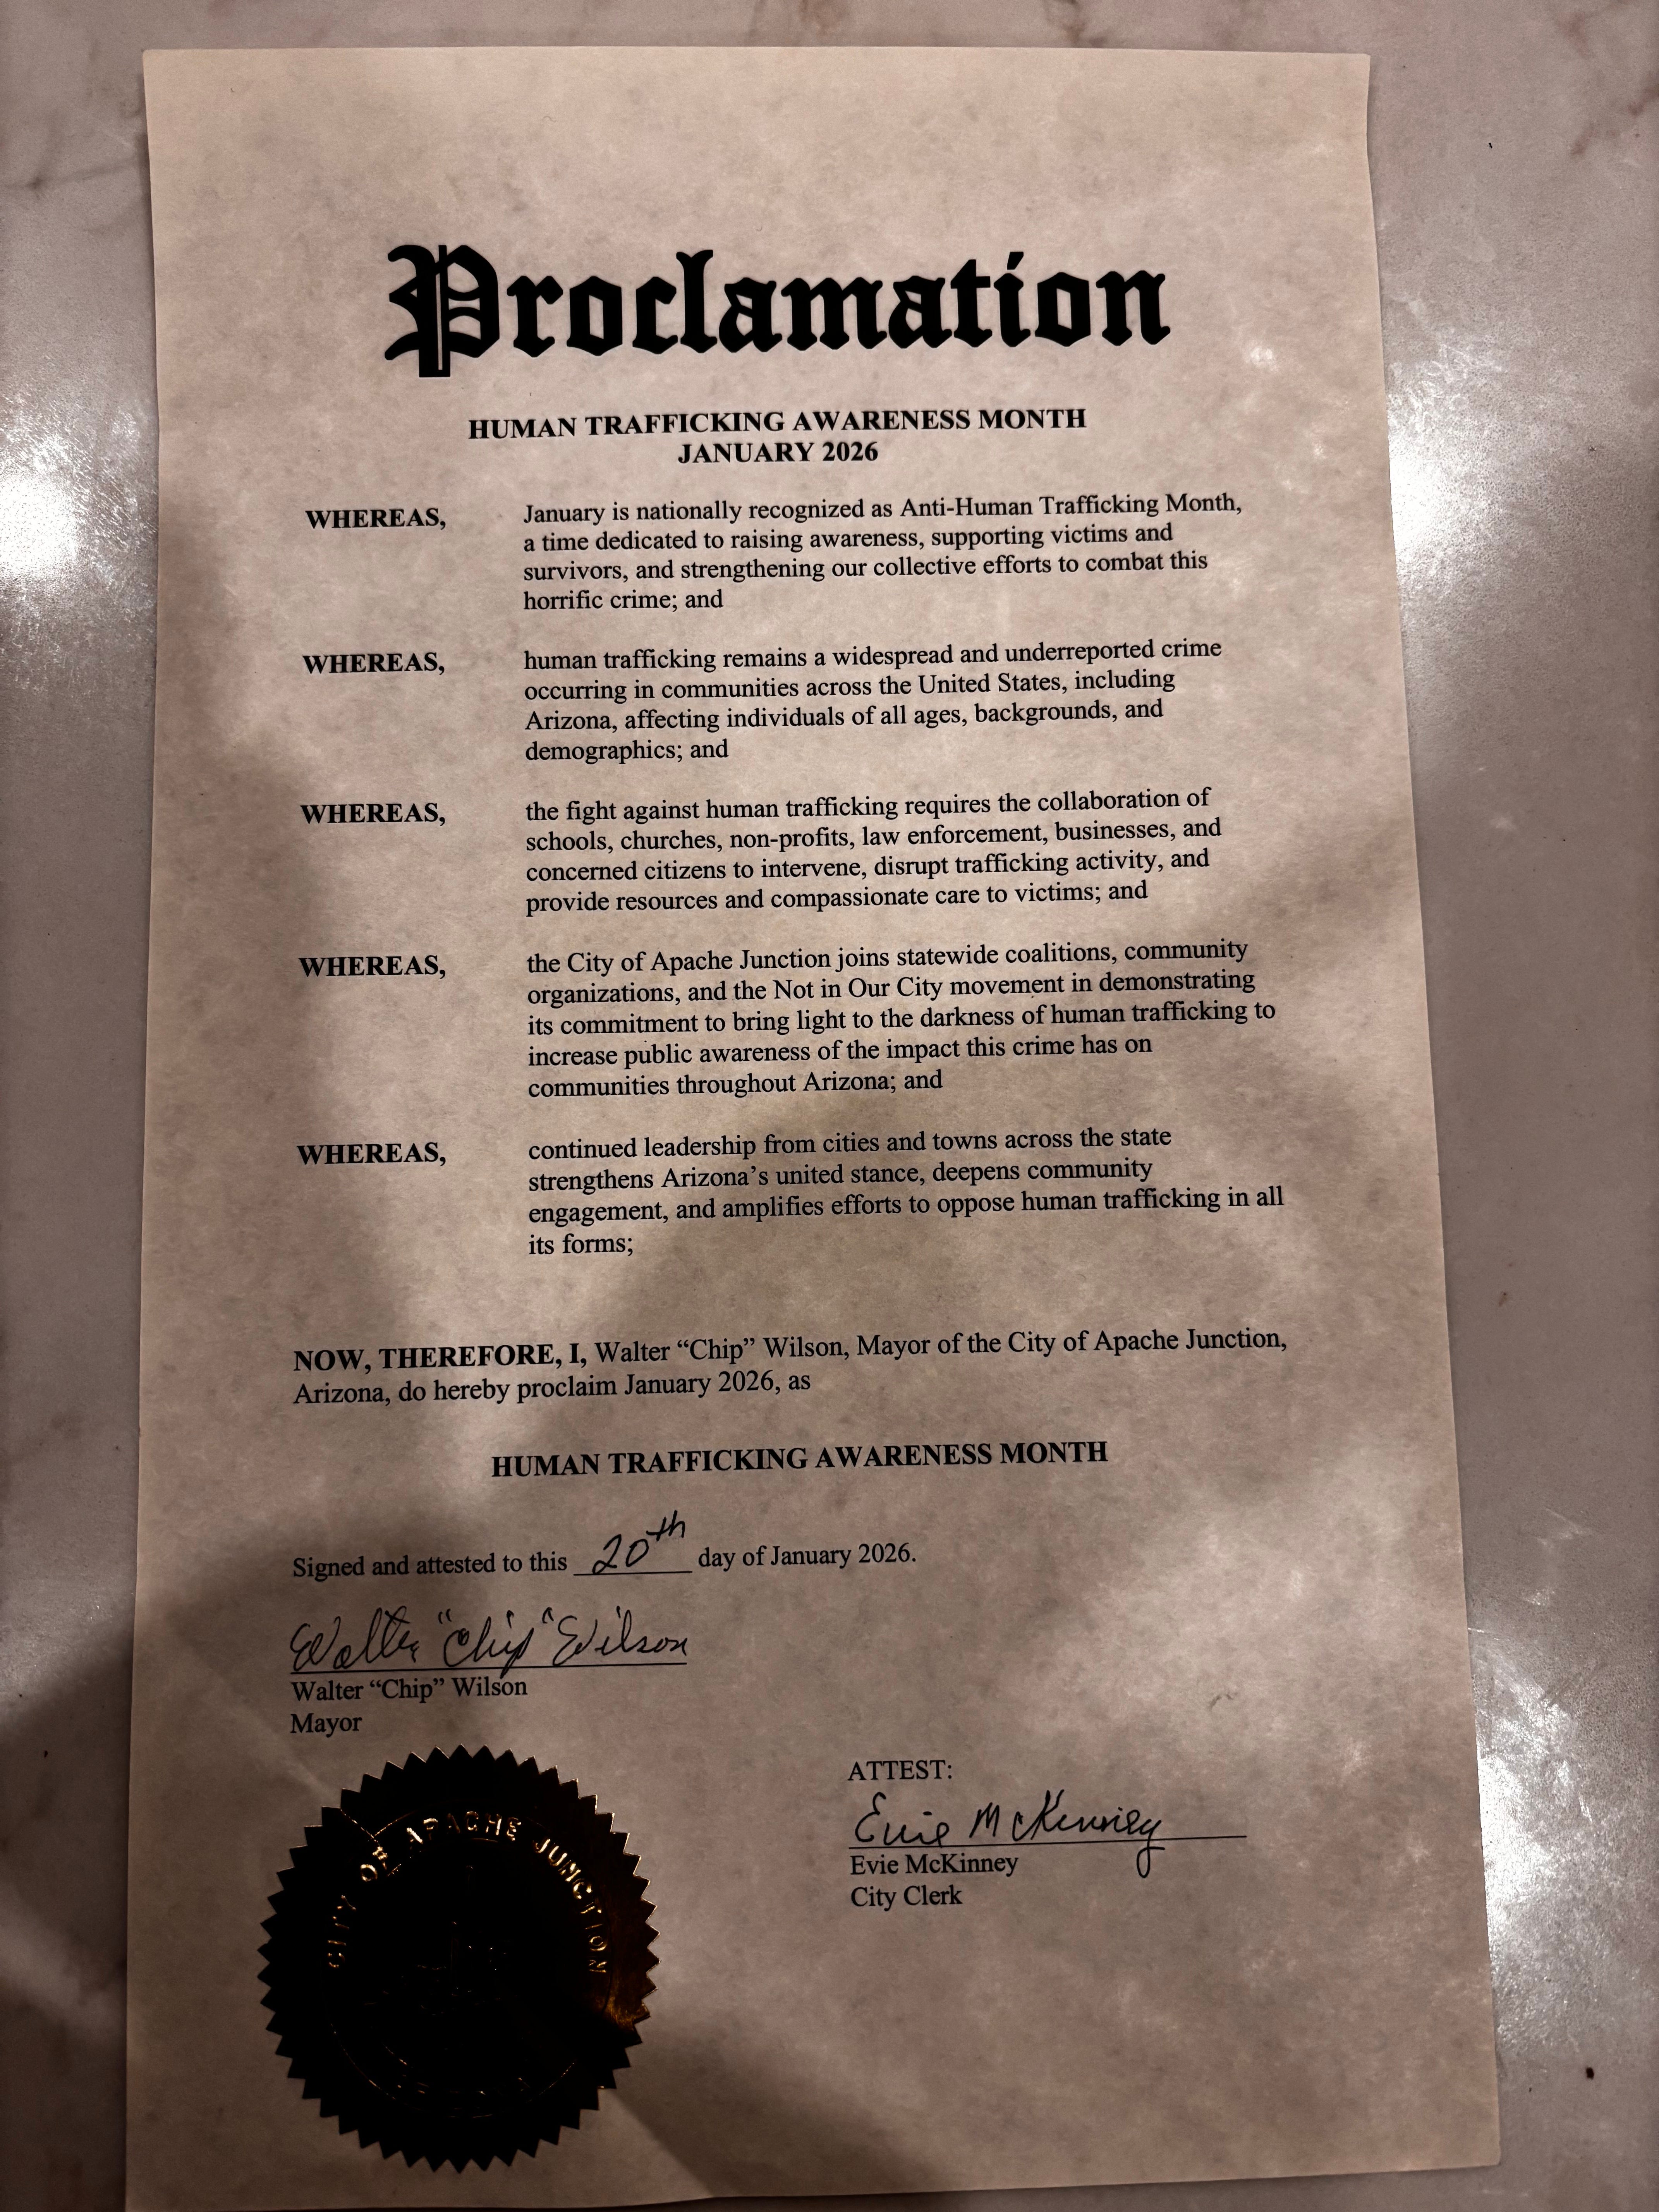 Proclamation
HUMAN TRAFFICKING AWARENESS MONTH
JANUARY 2026
WHEREAS, January is nationally recognized as Anti-Human Trafficking Month,
a time dedicated to raising awareness, supporting victims and
survivors, and strengthening our collective efforts to combat this
horrific crime; and
WHEREAS, human trafficking remains a widespread and underreported crime
occurring in communities across the United States, including
Arizona, affecting individuals of all ages, backgrounds, and
demographics; and
WHEREAS, the fight against human trafficking requires the collaboration of
schools, churches, non-profits, law enforcement, businesses, and
concerned citizens to intervene, disrupt trafficking activity, and
provide resources and compassionate care to victims; and
WHEREAS, the City of Apache Junction joins statewide coalitions, community
organizations, and the Not in Our City movement in demonstrating
its commitment to bring light to the darkness of human trafficking to
increase public awareness of the impact this crime has on
communities throughout Arizona; and
WHEREAS, continued leadership from cities and towns across the state
strengthens Arizona’s united stance, deepens community
engagement, and amplifies efforts to oppose human trafficking in all
its forms;
NOW, THEREFORE, I, Walter “Chip” Wilson, Mayor of the City of Apache Junction,
Arizona, do hereby proclaim January 2026, as
HUMAN TRAFFICKING AWARENESS MONTH
Signed and attested to this 20th day of January 2026.
Walter "Chip" Wilson
Walter “Chip” Wilson
Mayor
ATTEST:
Evie McKinney
Evie McKinney
City Clerk
CITY OF APACHE JUNCTION